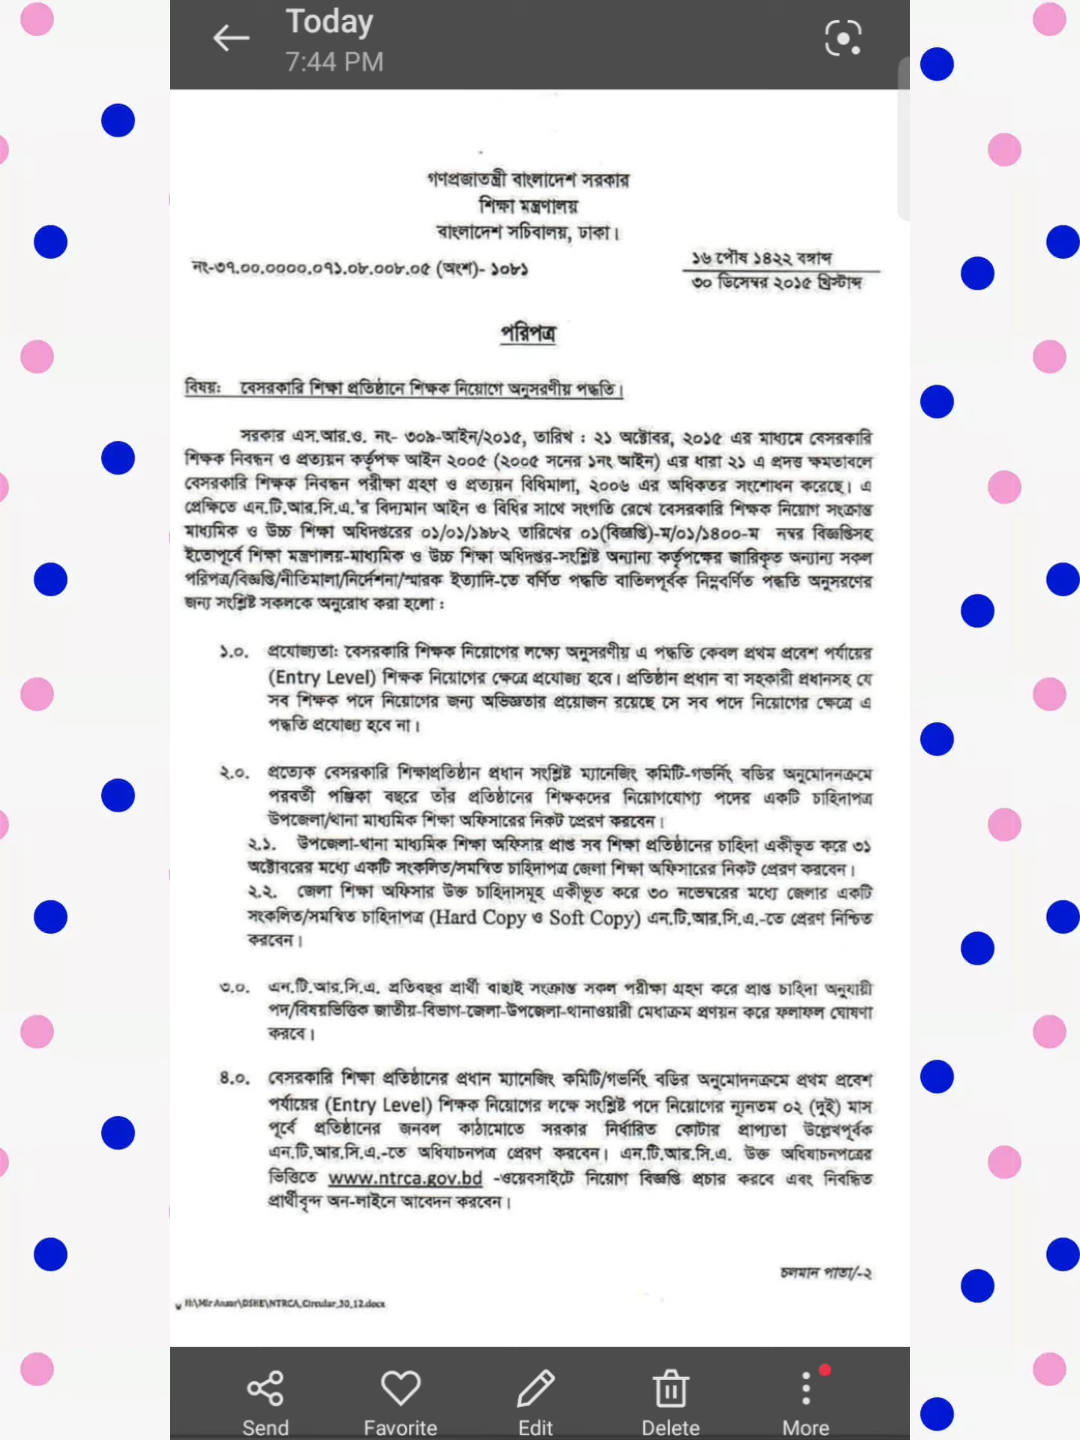 Today
7:44 PM
গণপ্রজাতন্ত্রী বাংলাদেশ সরকার
শিক্ষা মন্ত্রণালয়
বাংলাদেশ সচিবালয়, ঢাকা।
নং-৩৭.০০.০০০০.০৭১.০৮.০০৮.০৫ (অংশ)- ১০৮১
১৬ পৌষ ১৪২২ বঙ্গাব্দ
৩০ ডিসেম্বর ২০১৫ খ্রিস্টাব্দ
পরিপত্র
বিষয়: বেসরকারি শিক্ষা প্রতিষ্ঠানে শিক্ষক নিয়োগে অনুসরণীয় পদ্ধতি।
সরকার এস.আর.ও. নং- ৩০৯-আইন/২০১৫, তারিখ : ২১ অক্টোবর, ২০১৫ এর মাধ্যমে বেসরকারি
শিক্ষক নিবন্ধন ও প্রত্যয়ন কর্তৃপক্ষ আইন ২০০৫ (২০০৫ সনের ১নং আইন) এর ধারা ২১ এ প্রদত্ত ক্ষমতাবলে
বেসরকারি শিক্ষক নিবন্ধন পরীক্ষা গ্রহণ ও প্রত্যয়ন বিধিমালা, ২০০৬ এর অধিকতর সংশোধন করেছে। এ
প্রেক্ষিতে এন.টি.আর.সি.এ.'র বিদ্যমান আইন ও বিধির সাথে সংগতি রেখে বেসরকারি শিক্ষক নিয়োগ সংক্রান্ত
মাধ্যমিক ও উচ্চ শিক্ষা অধিদপ্তরের ০১/০১/১৯৮২ তারিখের ০১(বিজ্ঞপ্তি)-ম/০১/১৪০০-ম নম্বর বিজ্ঞপ্তিসহ
ইতোপূর্বে শিক্ষা মন্ত্রণালয়-মাধ্যমিক ও উচ্চ শিক্ষা অধিদপ্তর-সংশ্লিষ্ট অন্যান্য কর্তৃপক্ষের জারিকৃত অন্যান্য সকল
পরিপত্র/বিজ্ঞপ্তি/নীতিমালা/নির্দেশনা/স্মারক ইত্যাদি-তে বর্ণিত পদ্ধতি বাতিলপূর্বক নিম্নবর্ণিত পদ্ধতি অনুসরণের
জন্য সংশ্লিষ্ট সকলকে অনুরোধ করা হলো :
১.০. প্রযোজ্যতা: বেসরকারি শিক্ষক নিয়োগের লক্ষ্যে অনুসরণীয় এ পদ্ধতি কেবল প্রথম প্রবেশ পর্যায়ের
(Entry Level) শিক্ষক নিয়োগের ক্ষেত্রে প্রযোজ্য হবে। প্রতিষ্ঠান প্রধান বা সহকারী প্রধানসহ যে
সব শিক্ষক পদে নিয়োগের জন্য অভিজ্ঞতার প্রয়োজন রয়েছে সে সব পদে নিয়োগের ক্ষেত্রে এ
পদ্ধতি প্রযোজ্য হবে না।
২.০. প্রত্যেক বেসরকারি শিক্ষাপ্রতিষ্ঠান প্রধান সংশ্লিষ্ট ম্যানেজিং কমিটি-গভর্নিং বডির অনুমোদনক্রমে
পরবর্তী পঞ্জিকা বছরে তাঁর প্রতিষ্ঠানের শিক্ষকদের নিয়োগযোগ্য পদের একটি চাহিদাপত্র
উপজেলা/থানা মাধ্যমিক শিক্ষা অফিসারের নিকট প্রেরণ করবেন।
২.১. উপজেলা-থানা মাধ্যমিক শিক্ষা অফিসার প্রাপ্ত সব শিক্ষা প্রতিষ্ঠানের চাহিদা একীভূত করে ৩১
অক্টোবরের মধ্যে একটি সংকলিত/সমন্বিত চাহিদাপত্র জেলা শিক্ষা অফিসারের নিকট প্রেরণ করবেন।
২.২. জেলা শিক্ষা অফিসার উক্ত চাহিদাসমূহ একীভূত করে ৩০ নভেম্বরের মধ্যে জেলার একটি
সংকলিত/সমন্বিত চাহিদাপত্র (Hard Copy ও Soft Copy) এন.টি.আর.সি.এ.-তে প্রেরণ নিশ্চিত
করবেন।
৩.০. এন.টি.আর.সি.এ. প্রতিবছর প্রার্থী বাছাই সংক্রান্ত সকল পরীক্ষা গ্রহণ করে প্রাপ্ত চাহিদা অনুযায়ী
পদ/বিষয়ভিত্তিক জাতীয়-বিভাগ-জেলা-উপজেলা-থানাওয়ারী মেধাক্রম প্রণয়ন করে ফলাফল ঘোষণা
করবে।
৪.০. বেসরকারি শিক্ষা প্রতিষ্ঠানের প্রধান ম্যানেজিং কমিটি/গভর্নিং বডির অনুমোদনক্রমে প্রথম প্রবেশ
পর্যায়ের (Entry Level) শিক্ষক নিয়োগের লক্ষে সংশ্লিষ্ট পদে নিয়োগের ন্যূনতম ০২ (দুই) মাস
পূর্বে প্রতিষ্ঠানের জনবল কাঠামোতে সরকার নির্ধারিত কোটার প্রাপ্যতা উল্লেখপূর্বক
এন.টি.আর.সি.এ.-তে অধিযাচনপত্র প্রেরণ করবেন। এন.টি.আর.সি.এ. উক্ত অধিযাচনপত্রের
ভিত্তিতে www.ntrca.gov.bd -ওয়েবসাইটে নিয়োগ বিজ্ঞপ্তি প্রচার করবে এবং নিবন্ধিত
প্রার্থীবৃন্দ অন-লাইনে আবেদন করবেন।
চলমান পাতা/-২
H:\Mir Ansar\DSHE\NTRCA_Circular_30_12.docx
Send Favorite Edit Delete More